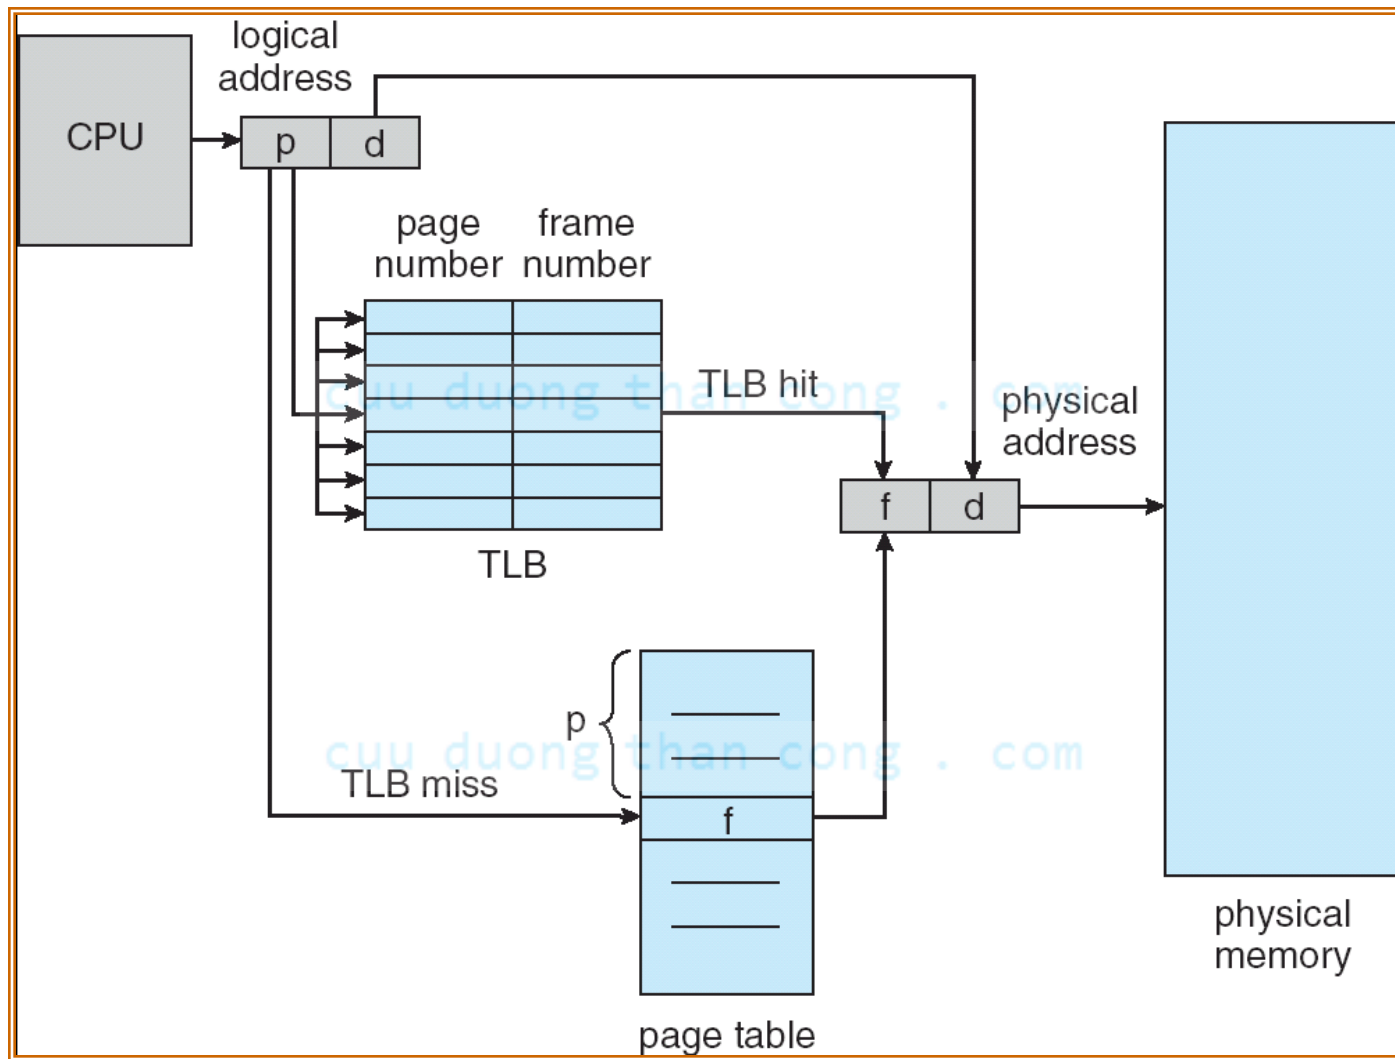 logical
address
CPU
p
d
page
number
frame
number
TLB hit
cuu duong than cong . com
physical
address
f
d
TLB
p
cuu duong than cong . com
TLB miss
f
physical
memory
page table